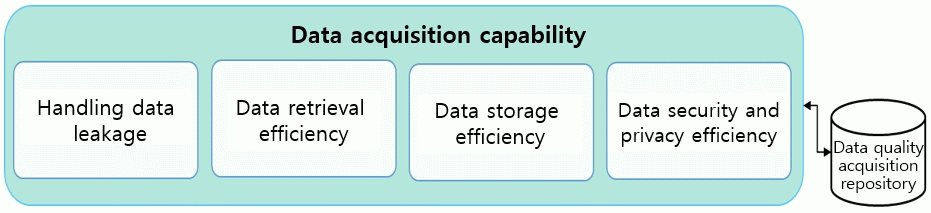 Data acquisition capability
Handling data
leakage
Data retrieval
efficiency
Data storage
efficiency
Data security and
privacy efficiency
Data quality
acquisition
repository